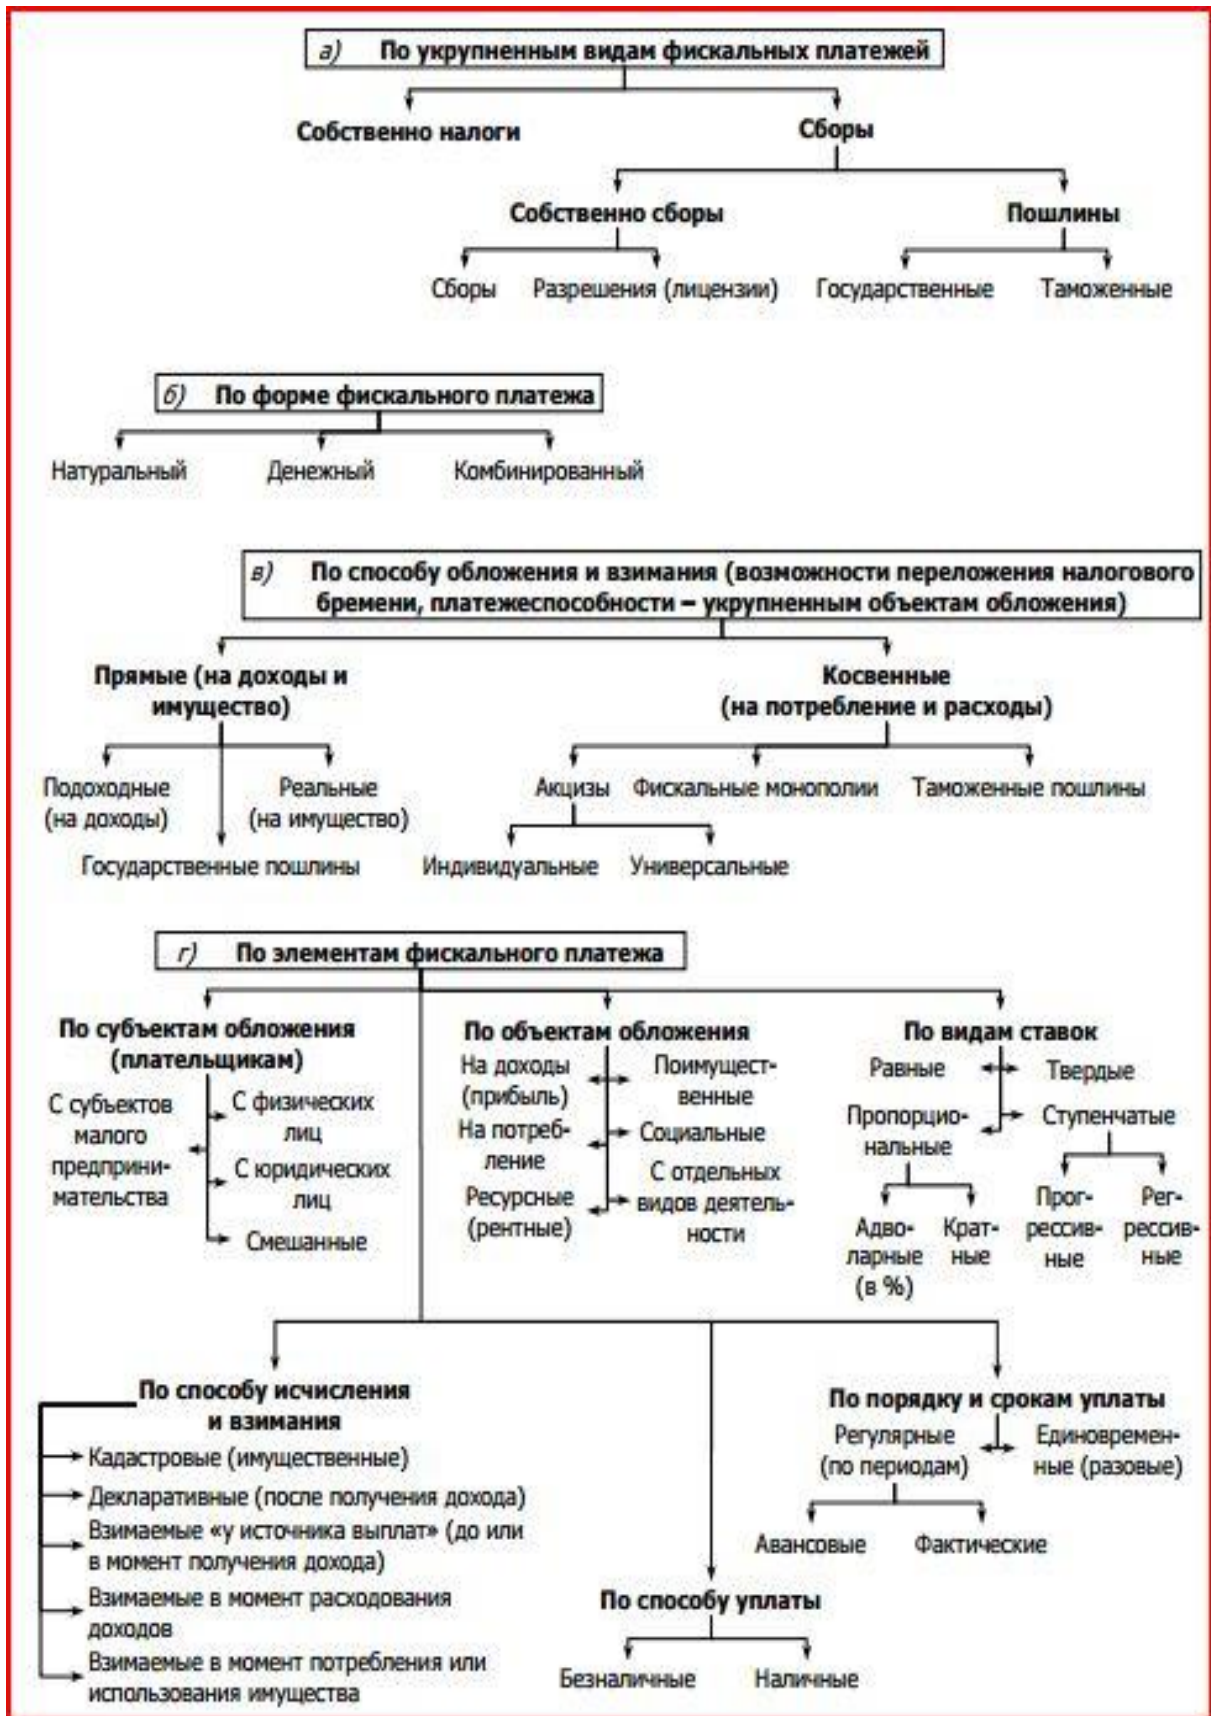 а) По укрупненным видам фискальных платежей
Собственно налоги
Сборы
Собственно сборы
Пошлины
Сборы
Разрешения (лицензии)
Государственные
Таможенные
б) По форме фискального платежа
Натуральный
Денежный
Комбинированный
в) По способу обложения и взимания (возможности переложения налогового
бремени, платежеспособности – укрупненным объектам обложения)
Прямые (на доходы и
имущество)
Косвенные
(на потребление и расходы)
Подоходные
(на доходы)
Реальные
(на имущество)
Государственные пошлины
Акцизы
Фискальные монополии
Таможенные пошлины
Индивидуальные
Универсальные
г) По элементам фискального платежа
По субъектам обложения
(плательщикам)
С субъектов
малого
предприни-
мательства
С физических
лиц
С юридических
лиц
Смешанные
По объектам обложения
На доходы
(прибыль)
Поимущест-
венные
На потреб-
ление
Социальные
Ресурсные
(рентные)
С отдельных
видов деятель-
ности
По видам ставок
Равные
Твердые
Пропорцио-
нальные
Ступенчатые
Адво-
ларные
(в %)
Крат-
ные
Прог-
рессив-
ные
Рег-
рессив-
ные
По способу исчисления
и взимания
Кадастровые (имущественные)
Декларативные (после получения дохода)
Взимаемые «у источника выплат» (до или
в момент получения дохода)
Взимаемые в момент расходования
доходов
Взимаемые в момент потребления или
использования имущества
По способу уплаты
Безналичные
Наличные
По порядку и срокам уплаты
Регулярные
(по периодам)
Единовремен-
ные (разовые)
Авансовые
Фактические